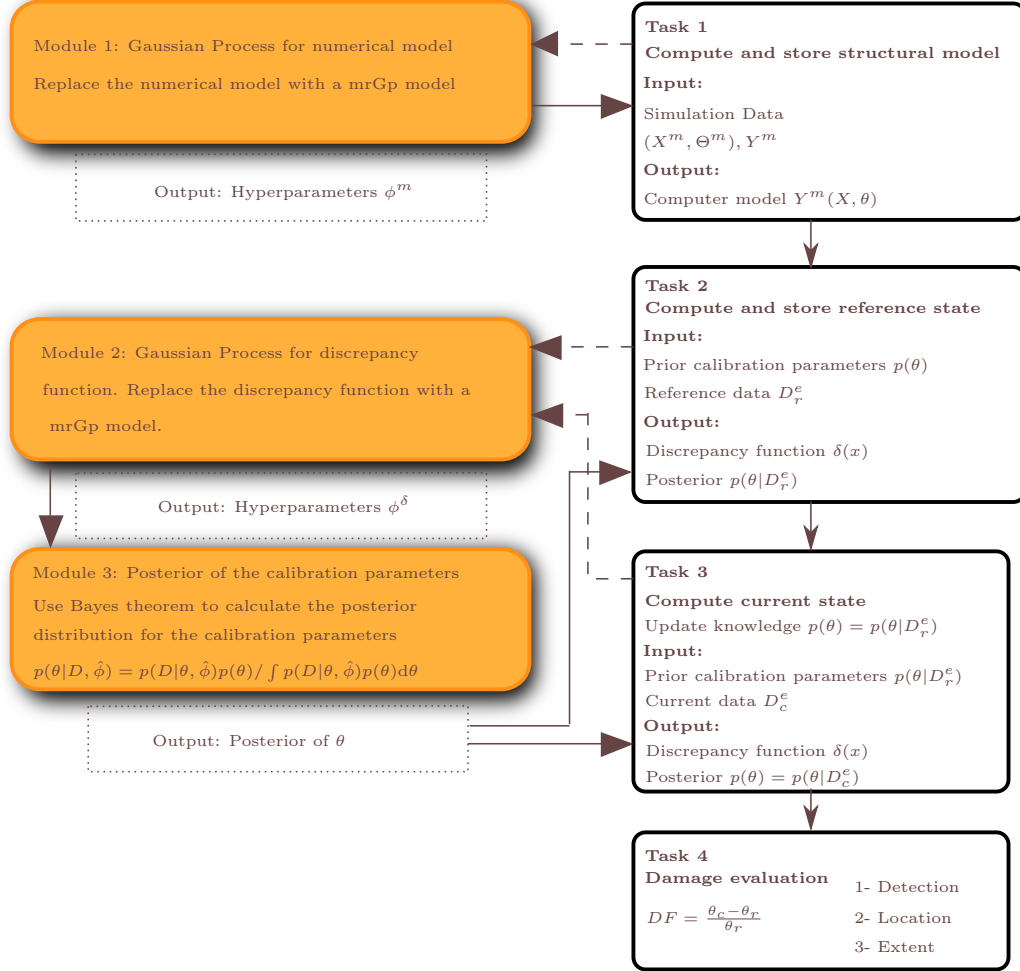 Module 1: Gaussian Process for numerical model
Replace the numerical model with a mrGp model
Output: Hyperparameters $\phi^m$
Task 1
Compute and store structural model
Input:
Simulation Data
$(X^m, \Theta^m), Y^m$
Output:
Computer model $Y^m(X, \theta)$
Module 2: Gaussian Process for discrepancy
function. Replace the discrepancy function with a
mrGp model.
Output: Hyperparameters $\phi^\delta$
Task 2
Compute and store reference state
Input:
Prior calibration parameters $p(\theta)$
Reference data $D_r^e$
Output:
Discrepancy function $\delta(x)$
Posterior $p(\theta|D_r^e)$
Module 3: Posterior of the calibration parameters
Use Bayes theorem to calculate the posterior
distribution for the calibration parameters
$p(\theta|D, \hat{\phi}) = p(D|\theta, \hat{\phi})p(\theta) / \int p(D|\theta, \hat{\phi})p(\theta)\mathrm{d}\theta$
Output: Posterior of $\theta$
Task 3
Compute current state
Update knowledge $p(\theta) = p(\theta|D_r^e)$
Input:
Prior calibration parameters $p(\theta|D_r^e)$
Current data $D_c^e$
Output:
Discrepancy function $\delta(x)$
Posterior $p(\theta) = p(\theta|D_c^e)$
Task 4
Damage evaluation
$DF = \frac{\theta_c - \theta_r}{\theta_r}$
1- Detection
2- Location
3- Extent